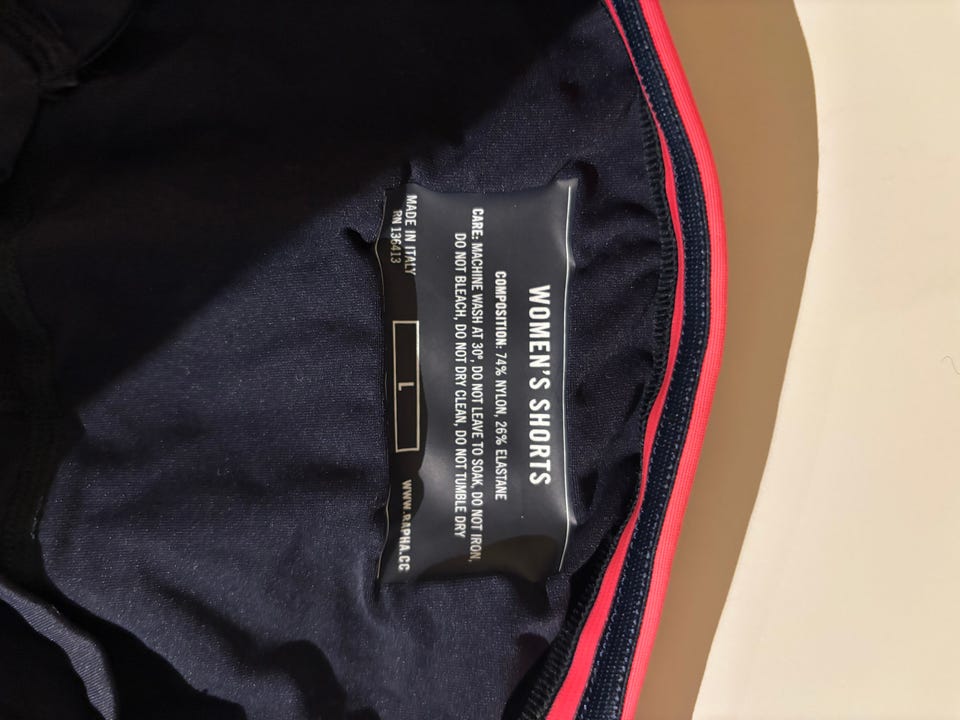 WOMEN'S SHORTS
COMPOSITION: 74% NYLON, 26% ELASTANE
CARE: MACHINE WASH AT 30º, DO NOT LEAVE TO SOAK, DO NOT IRON,
DO NOT BLEACH, DO NOT DRY CLEAN, DO NOT TUMBLE DRY
MADE IN ITALY
RN 136413
L
WWW.RAPHA.CC